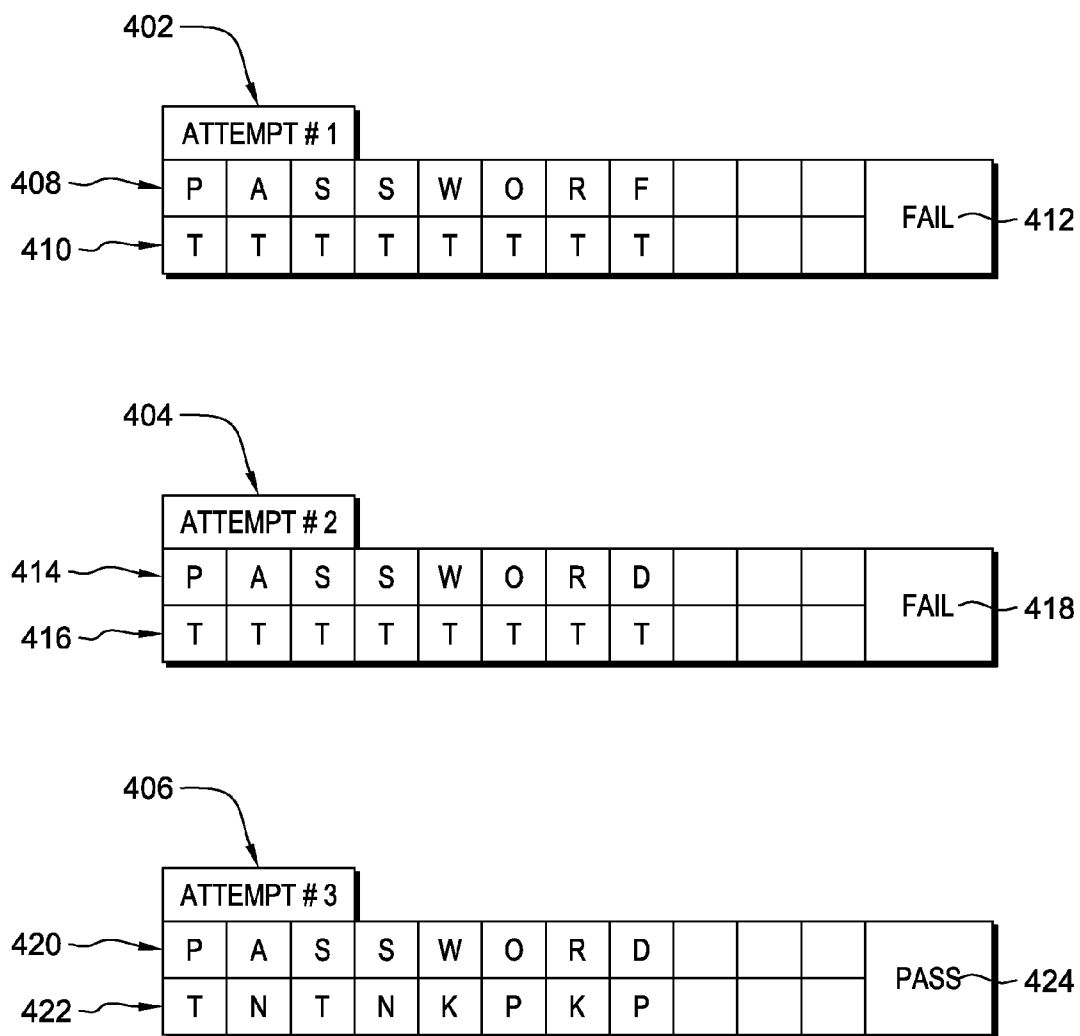 402
ATTEMPT # 1
408 P A S S W O R F
FAIL 412
410 T T T T T T T T
404
ATTEMPT # 2
414 P A S S W O R D
FAIL 418
416 T T T T T T T T
406
ATTEMPT # 3
420 P A S S W O R D
PASS 424
422 T N T N K P K P